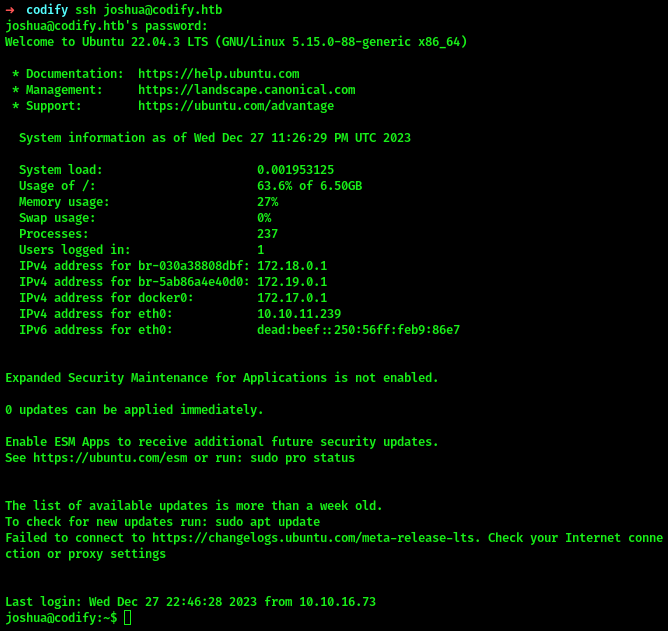 → codify ssh joshua@codify.htb
joshua@codify.htb's password:
Welcome to Ubuntu 22.04.3 LTS (GNU/Linux 5.15.0-88-generic x86_64)
* Documentation:  https://help.ubuntu.com
* Management:     https://landscape.canonical.com
* Support:        https://ubuntu.com/advantage
System information as of Wed Dec 27 11:26:29 PM UTC 2023
System load:                      0.001953125
Usage of /:                       63.6% of 6.50GB
Memory usage:                     27%
Swap usage:                       0%
Processes:                        237
Users logged in:                  1
IPv4 address for br-030a38808dbf: 172.18.0.1
IPv4 address for br-5ab86a4e40d0: 172.19.0.1
IPv4 address for docker0:         172.17.0.1
IPv4 address for eth0:            10.10.11.239
IPv6 address for eth0:            dead:beef::250:56ff:feb9:86e7
Expanded Security Maintenance for Applications is not enabled.
0 updates can be applied immediately.
Enable ESM Apps to receive additional future security updates.
See https://ubuntu.com/esm or run: sudo pro status
The list of available updates is more than a week old.
To check for new updates run: sudo apt update
Failed to connect to https://changelogs.ubuntu.com/meta-release-lts. Check your Internet conne
ction or proxy settings
Last login: Wed Dec 27 22:46:28 2023 from 10.10.16.73
joshua@codify:~$